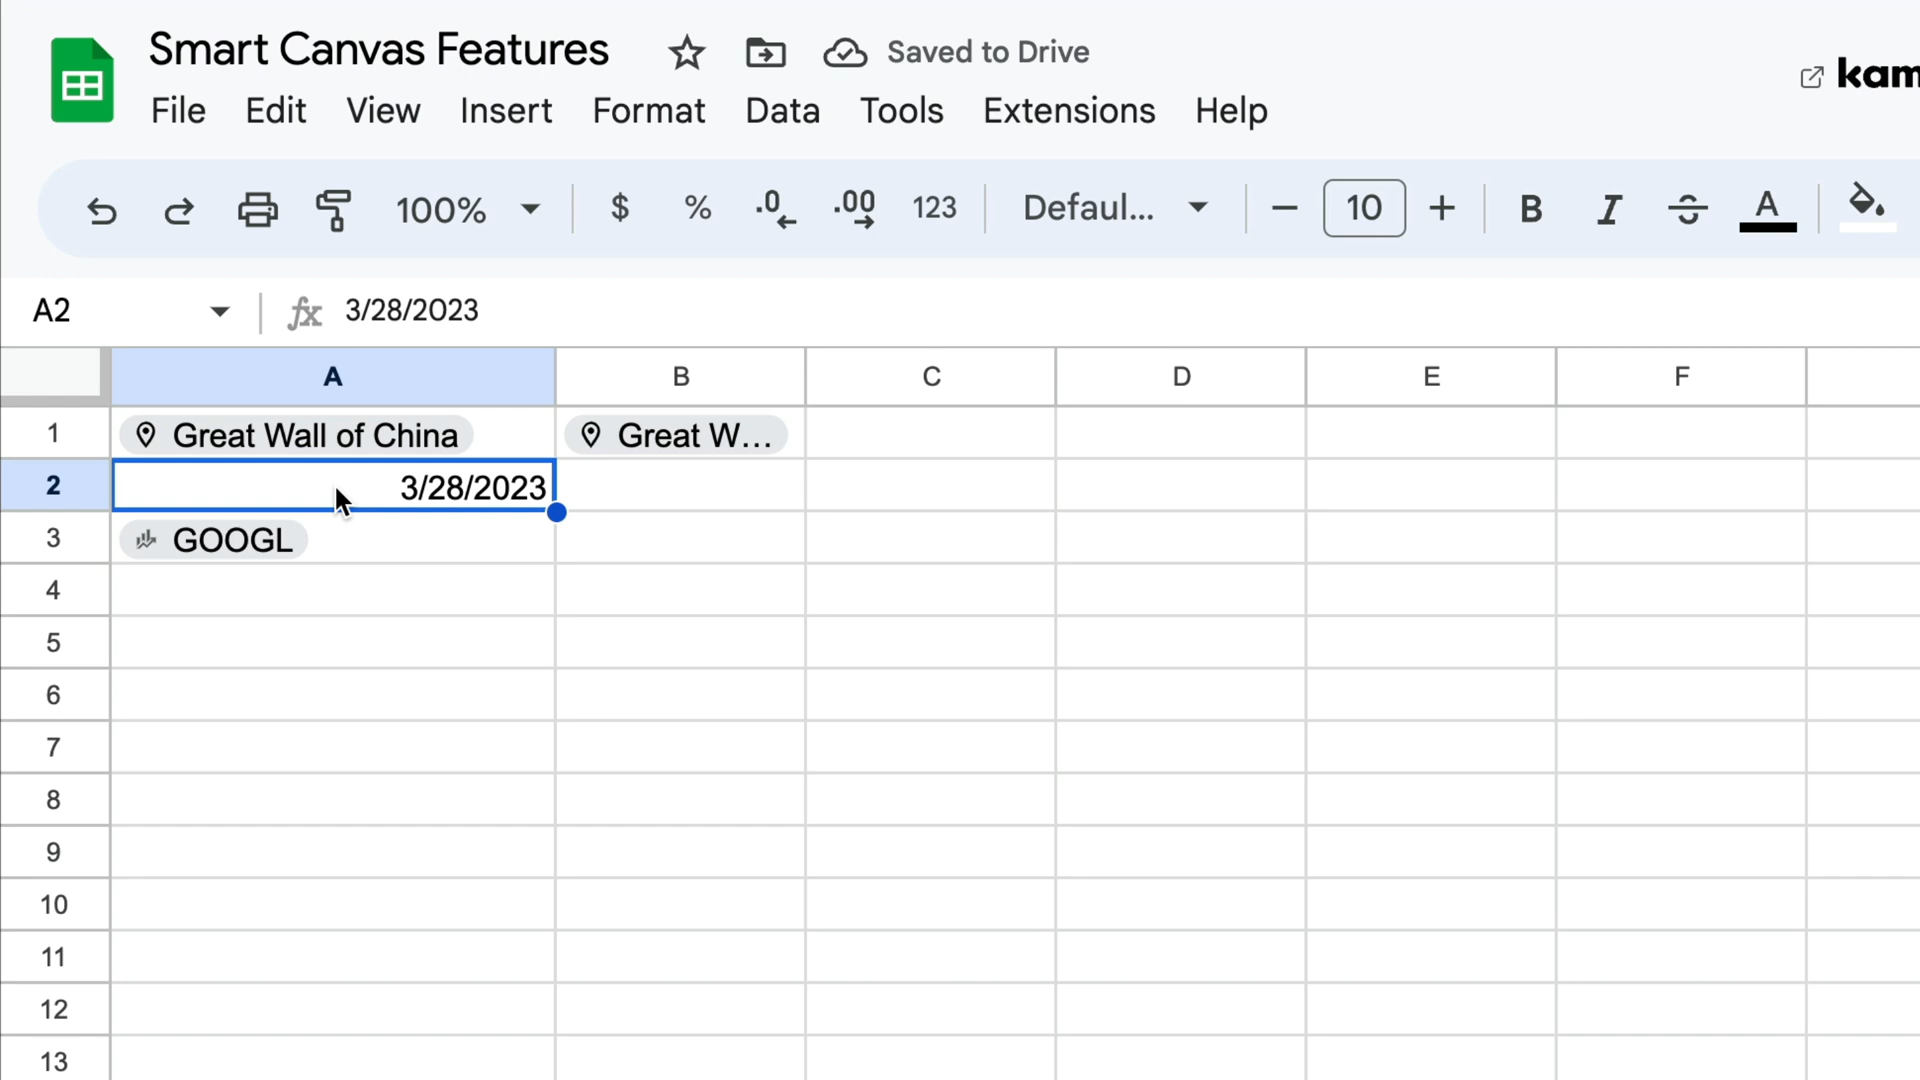 Smart Canvas Features Saved to Drive
kam
File Edit View Insert Format Data Tools Extensions Help
100% $ % .0 .00 123 Defaul... 10 B I S A
A2 fx 3/28/2023
A B C D E F
1 Great Wall of China Great W...
2 3/28/2023
3 GOOGL
4
5
6
7
8
9
10
11
12
13